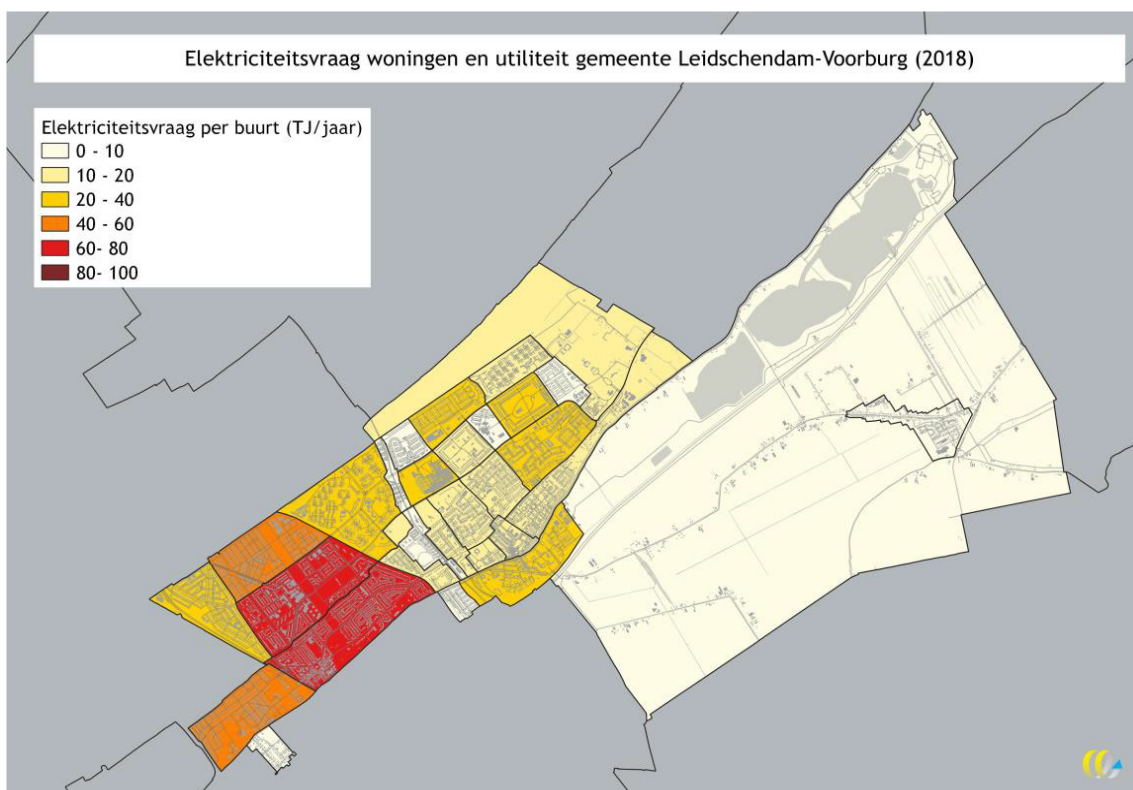 Elektriciteitsvraag woningen en utiliteit gemeente Leidschendam-Voorburg (2018)
Elektriciteitsvraag per buurt (TJ/jaar)
0 - 10
10 - 20
20 - 40
40 - 60
60- 80
80- 100